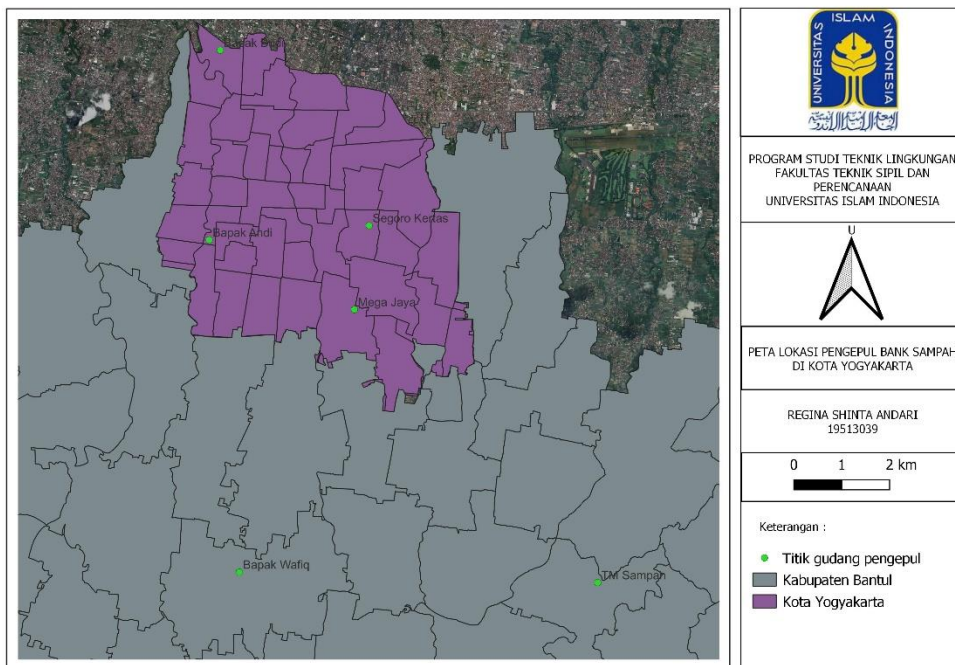 Segoro Kertas
Bapak Andi
Mega Jaya
Bapak Wafiq
TM Sampah
UNIVERSITAS
ISLAM
INDONESIA
PROGRAM STUDI TEKNIK LINGKUNGAN
FAKULTAS TEKNIK SIPIL DAN
PERENCANAAN
UNIVERSITAS ISLAM INDONESIA
U
PETA LOKASI PENGEPUL BANK SAMPAH
DI KOTA YOGYAKARTA
REGINA SHINTA ANDARI
19513039
0 1 2 km
Keterangan :
Titik gudang pengepul
Kabupaten Bantul
Kota Yogyakarta